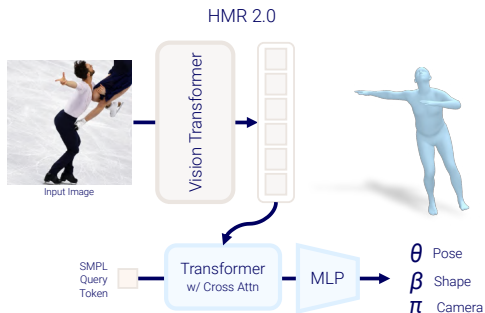 HMR 2.0
Vision Transformer
Input Image
SMPL
Query
Token
Transformer
w/ Cross Attn
MLP
θ Pose
β Shape
π Camera